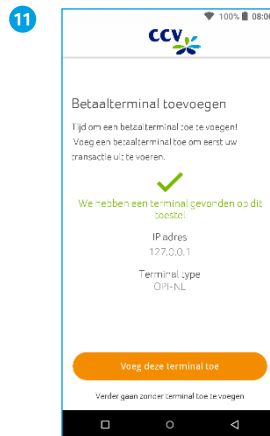 11
100% 08:00
CCV
Betaalterminal toevoegen
Tijd om een betaalterminal toe te voegen!
Voeg een betaalterminal toe om eerst uw
transactie uit te voeren.
We hebben een terminal gevonden op dit
toestel
IP adres
127.0.0.1
Terminal type
OPI-NL
Voeg deze terminal toe
Verder gaan zonder terminal toe te voegen